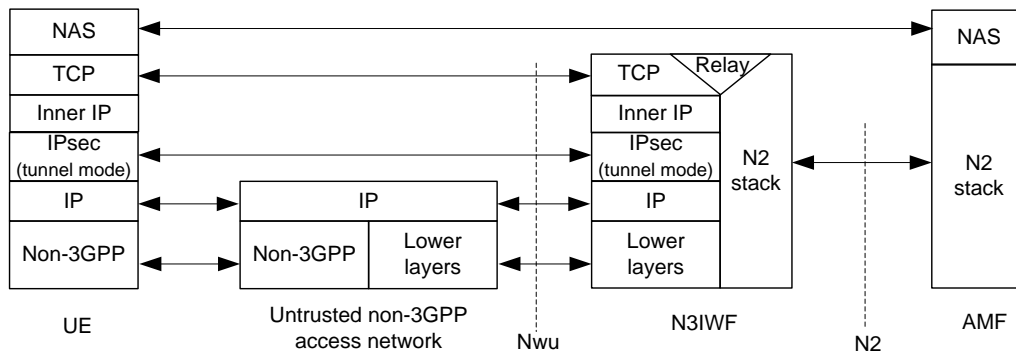 NAS
TCP
Inner IP
IPsec
(tunnel mode)
IP
Non-3GPP
UE
IP
Non-3GPP
Lower
layers
Untrusted non-3GPP
access network
Nwu
TCP
Relay
Inner IP
IPsec
(tunnel mode)
IP
Lower
layers
N2
stack
N3IWF
N2
NAS
N2
stack
AMF